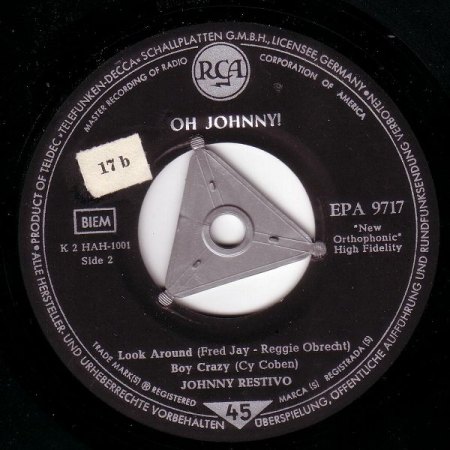 ALLE HERSTELLER- UND URHEBERRECHTE VORBEHALTEN
PRODUCT OF TELDEC »TELEFUNKEN-DECCA« SCHALLPLATTEN G.M.B.H., LICENSEE, GERMANY
ÜBERSPIELUNG, ÖFFENTLICHE AUFFÜHRUNG UND RUNDFUNKSENDUNG VERBOTEN
MASTER RECORDING OF RADIO CORPORATION OF AMERICA
RCA
OH JOHNNY!
17 b
BIEM
K 2 HAH-1001
Side 2
EPA 9717
"New
Orthophonic"
High Fidelity
Look Around (Fred Jay - Reggie Obrecht)
Boy Crazy (Cy Coben)
JOHNNY RESTIVO
TRADE MARK(S) ® REGISTERED
MARCA(S) REGISTRADA(S)
45